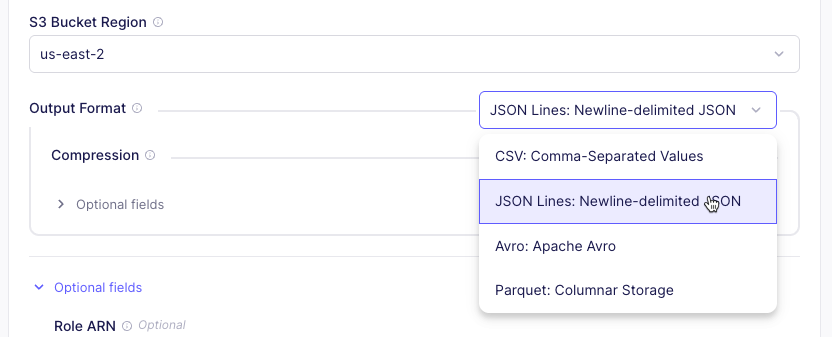 S3 Bucket Region
us-east-2
Output Format
JSON Lines: Newline-delimited JSON
Compression
CSV: Comma-Separated Values
JSON Lines: Newline-delimited JSON
Optional fields
Avro: Apache Avro
Parquet: Columnar Storage
Optional fields
Role ARN Optional